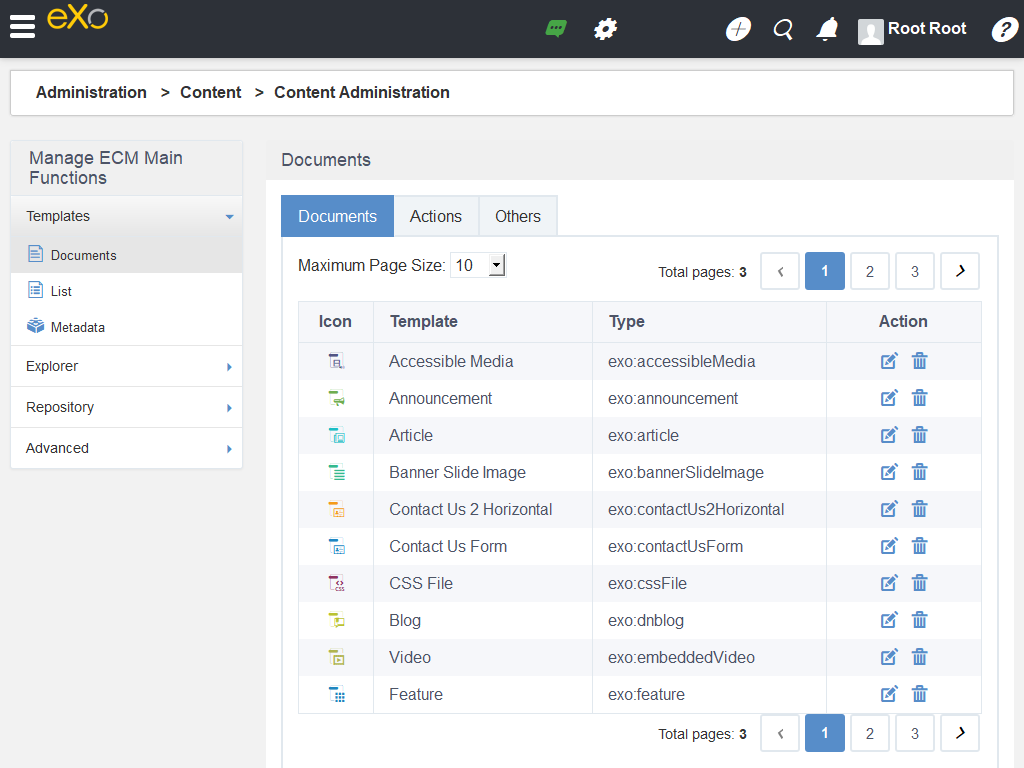 eXo
Root Root
?
Administration > Content > Content Administration
Manage ECM Main
Functions
Templates
Documents
List
Metadata
Explorer
Repository
Advanced
Documents
Documents Actions Others
Maximum Page Size: 10
Total pages: 3 ‹ 1 2 3 ›
Icon Template Type Action
Accessible Media exo:accessibleMedia
Announcement exo:announcement
Article exo:article
Banner Slide Image exo:bannerSlideImage
Contact Us 2 Horizontal exo:contactUs2Horizontal
Contact Us Form exo:contactUsForm
CSS CSS File exo:cssFile
Blog exo:dnblog
Video exo:embeddedVideo
Feature exo:feature
Total pages: 3 ‹ 1 2 3 ›